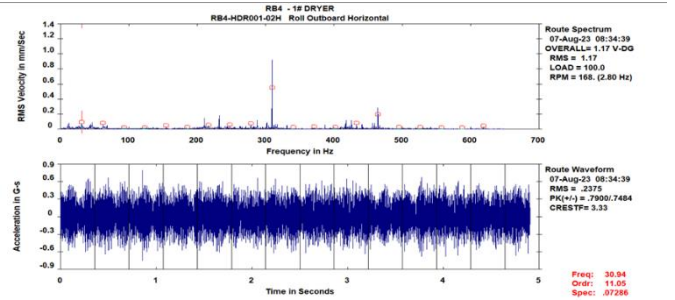 RB4 - 1# DRYER
RB4-HDR001-02H Roll Outboard Horizontal
RMS Velocity in mm/Sec
1.4
1.2
1.0
0.8
0.6
0.4
0.2
0
0 100 200 300 400 500 600 700
Frequency in Hz
Route Spectrum
07-Aug-23 08:34:39
OVERALL= 1.17 V-DG
RMS = 1.17
LOAD = 100.0
RPM = 168. (2.80 Hz)
Acceleration in G-s
0.9
0.6
0.3
0
-0.3
-0.6
-0.9
0 1 2 3 4 5
Time in Seconds
Route Waveform
07-Aug-23 08:34:39
RMS = .2375
PK(+/-) = .7900/.7484
CRESTF= 3.33
Freq: 30.94
Ordr: 11.05
Spec: .07286